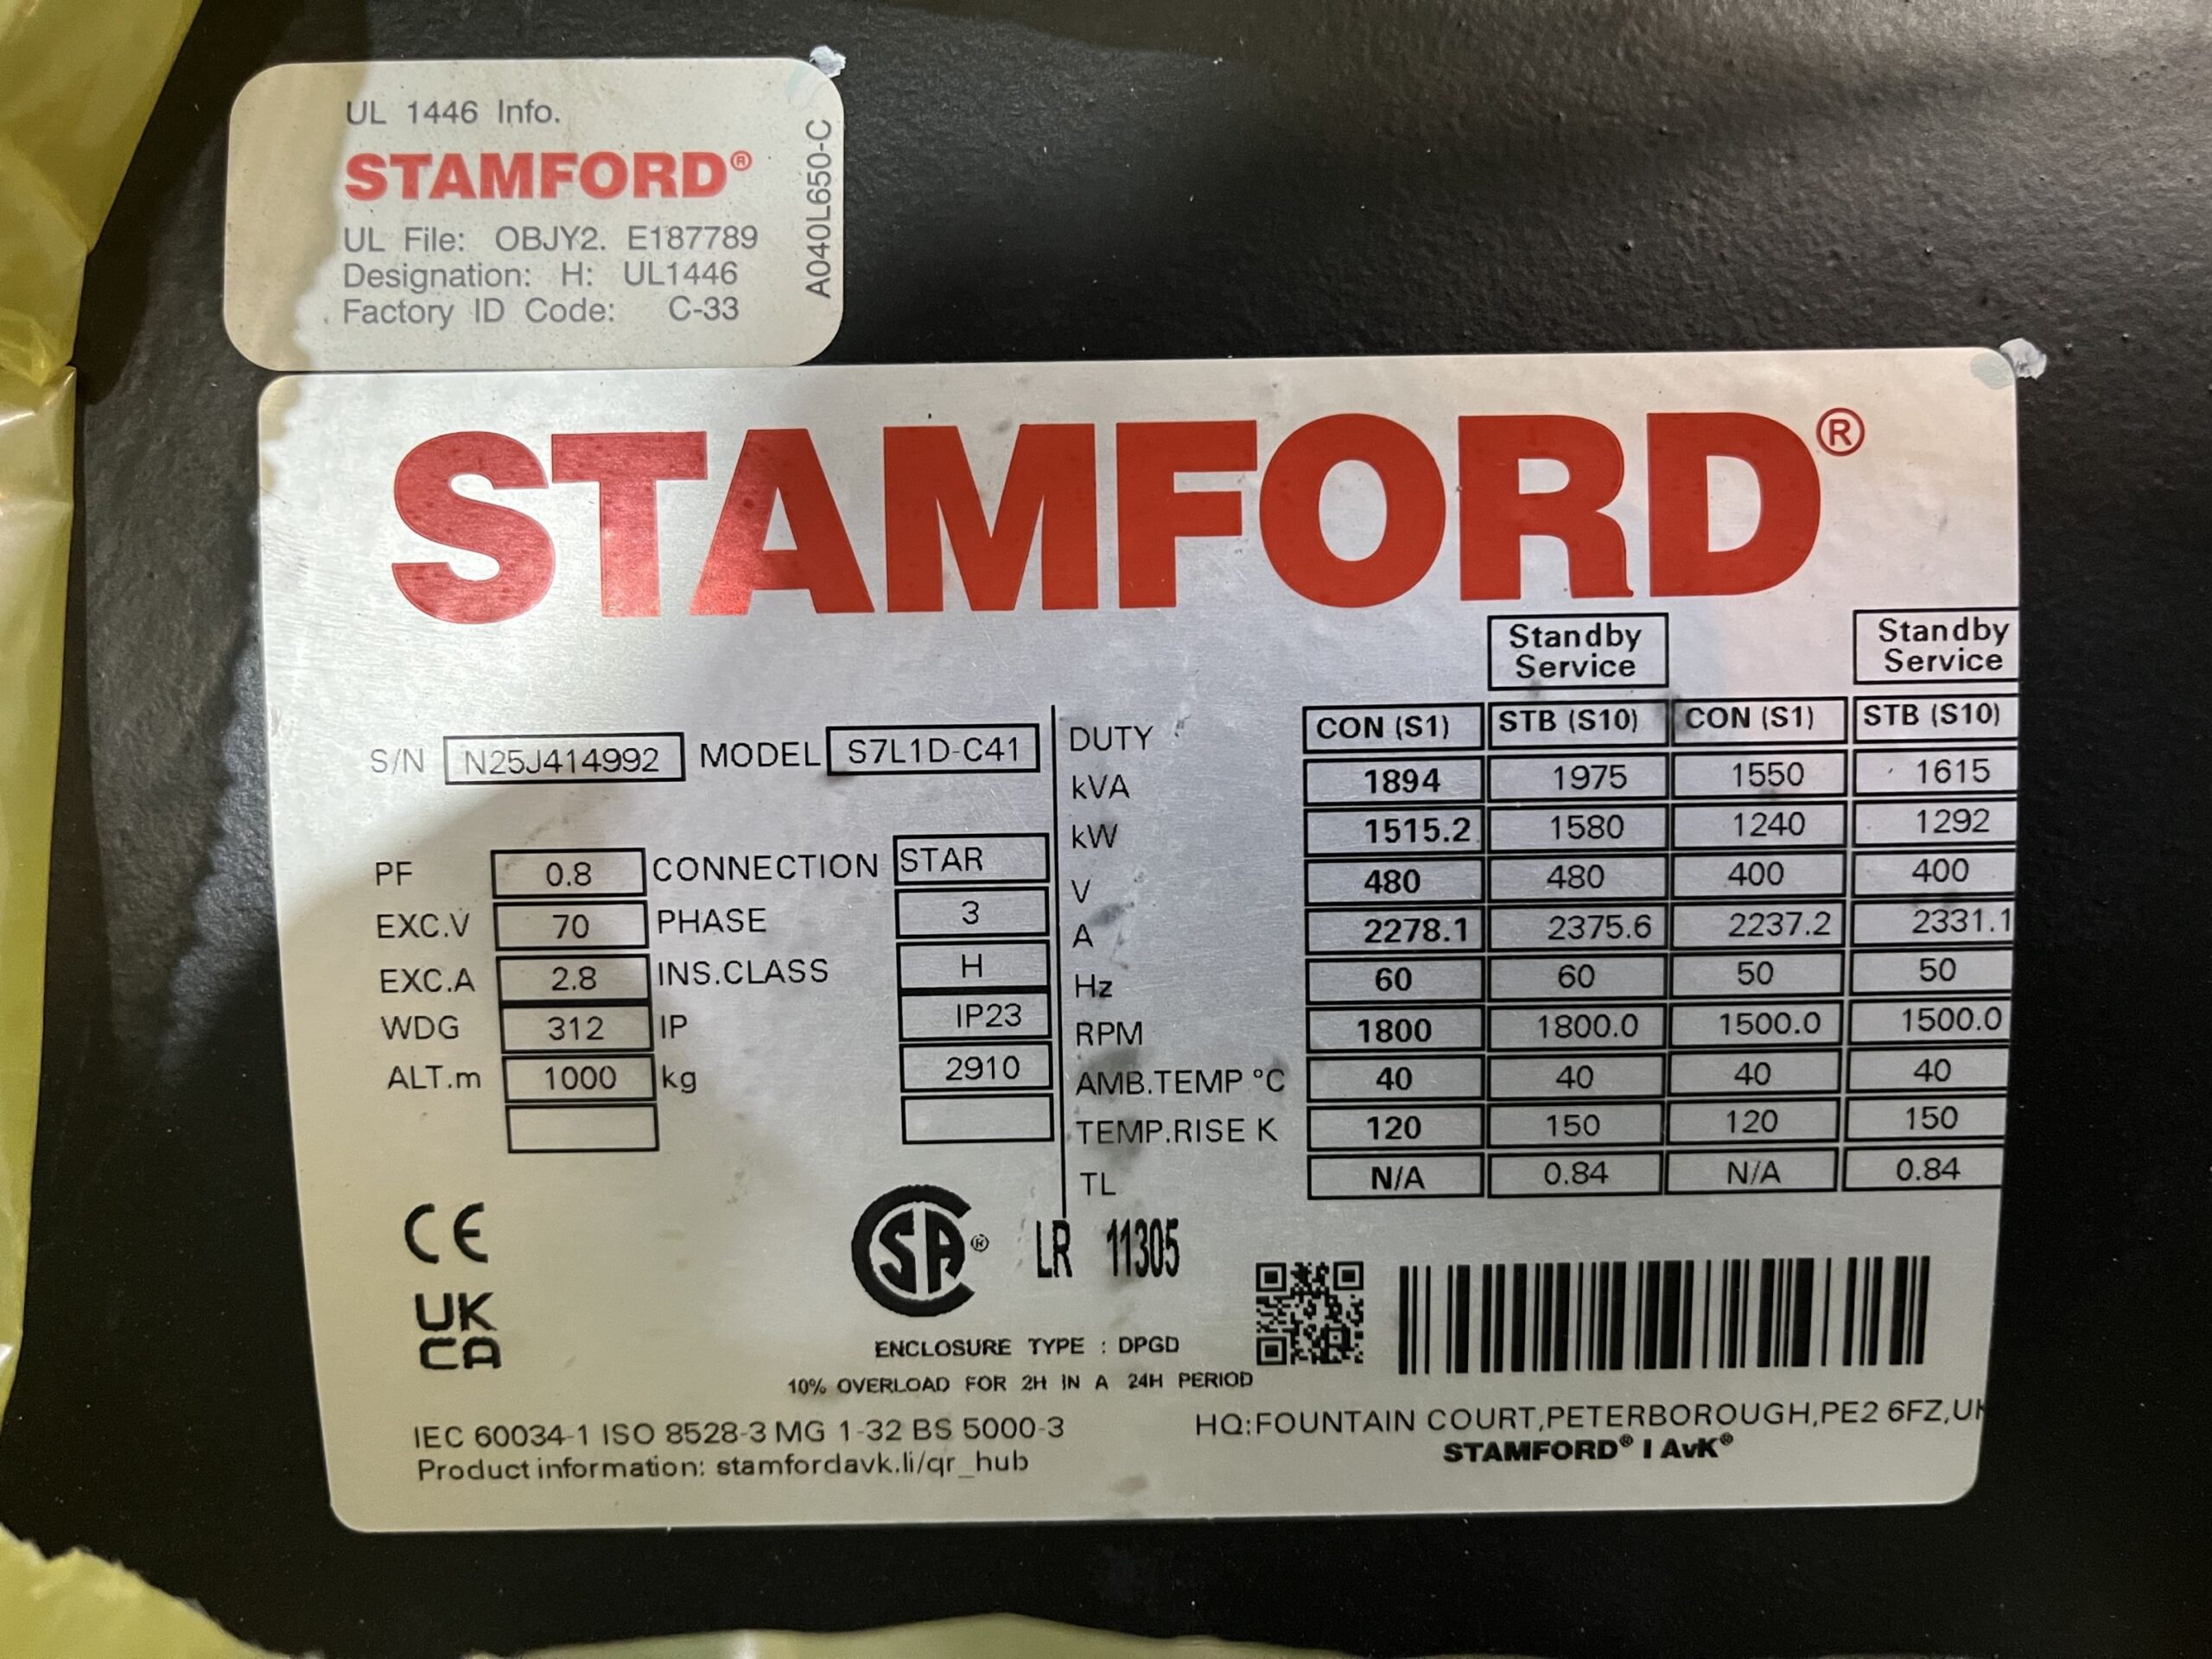 UL 1446 Info.
STAMFORD®
UL File: OBJY2. E187789
Designation: H: UL1446
Factory ID Code: C-33
A040L650-C
STAMFORD®
Standby Service Standby Service
S/N N25J414992 MODEL S7L1D-C41
PF 0.8 CONNECTION STAR
EXC.V 70 PHASE 3
EXC.A 2.8 INS.CLASS H
WDG 312 IP IP23
ALT.m 1000 kg 2910
DUTY CON (S1) STB (S10) CON (S1) STB (S10)
kVA 1894 1975 1550 1615
kW 1515.2 1580 1240 1292
V 480 480 400 400
A 2278.1 2375.6 2237.2 2331.1
Hz 60 60 50 50
RPM 1800 1800.0 1500.0 1500.0
AMB.TEMP °C 40 40 40 40
TEMP.RISE K 120 150 120 150
TL N/A 0.84 N/A 0.84
CE
UK
CA
SA® LR 11305
ENCLOSURE TYPE : DPGD
10% OVERLOAD FOR 2H IN A 24H PERIOD
IEC 60034-1 ISO 8528-3 MG 1-32 BS 5000-3
Product information: stamfordavk.li/qr_hub
HQ:FOUNTAIN COURT,PETERBOROUGH,PE2 6FZ,UK
STAMFORD® | AvK®